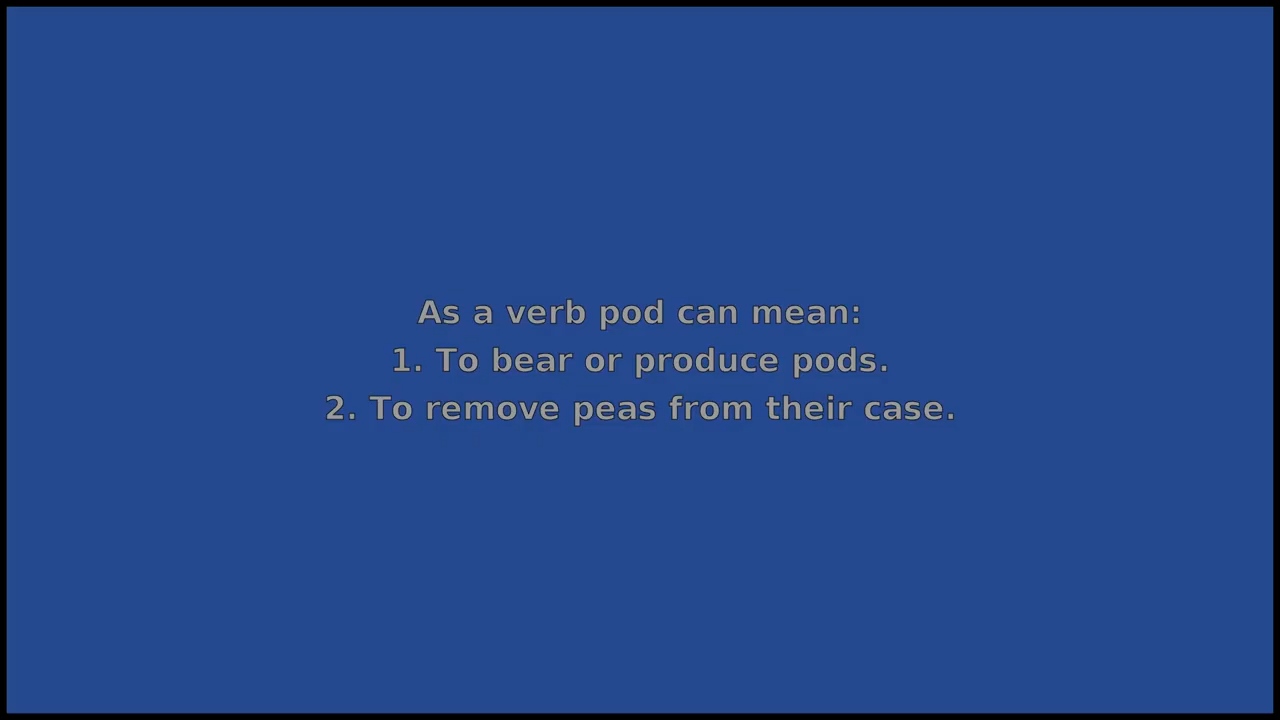 As a verb pod can mean:
1. To bear or produce pods.
2. To remove peas from their case.